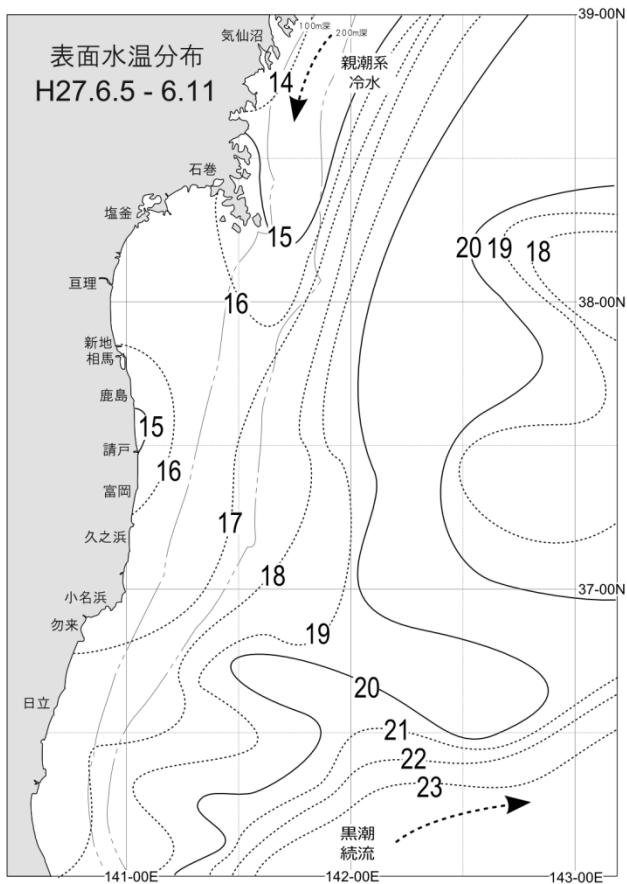 表面水温分布
H27.6.5 - 6.11
39-00N
100m深
200m深
気仙沼
親潮系
冷水
14
石巻
塩釜
15
20
19
18
亘理
16
38-00N
新地
相馬
鹿島
15
請戸
16
富岡
17
久之浜
18
37-00N
小名浜
勿来
19
20
日立
21
22
23
黒潮
続流
141-00E
142-00E
143-00E